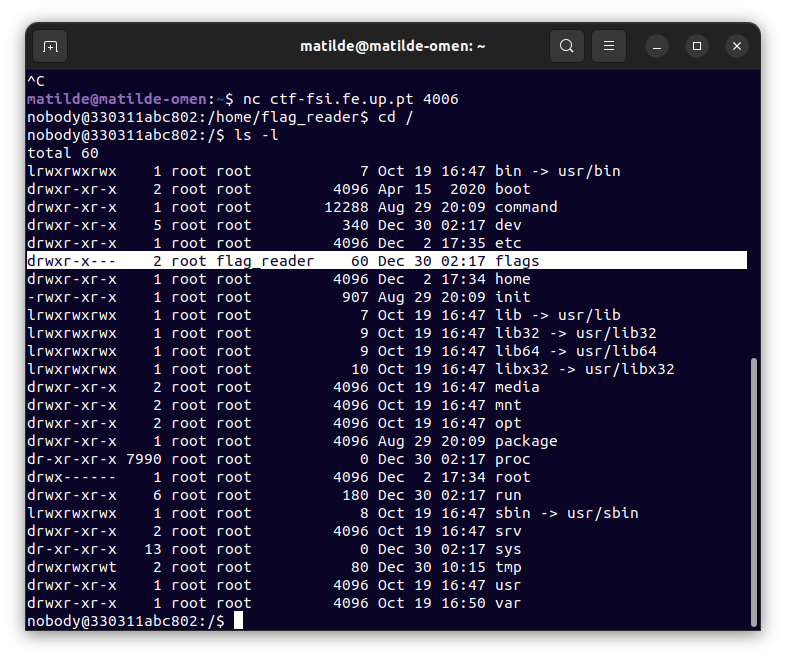 matilde@matilde-omen: ~
^C
matilde@matilde-omen:~$ nc ctf-fsi.fe.up.pt 4006
nobody@330311abc802:/home/flag_reader$ cd /
nobody@330311abc802:/$ ls -l
total 60
lrwxrwxrwx    1 root root            7 Oct 19 16:47 bin -> usr/bin
drwxr-xr-x    2 root root         4096 Apr 15  2020 boot
drwxr-xr-x    1 root root        12288 Aug 29 20:09 command
drwxr-xr-x    5 root root          340 Dec 30 02:17 dev
drwxr-xr-x    1 root root         4096 Dec  2 17:35 etc
drwxr-x---    2 root flag_reader    60 Dec 30 02:17 flags
drwxr-xr-x    1 root root         4096 Dec  2 17:34 home
-rwxr-xr-x    1 root root          907 Aug 29 20:09 init
lrwxrwxrwx    1 root root            7 Oct 19 16:47 lib -> usr/lib
lrwxrwxrwx    1 root root            9 Oct 19 16:47 lib32 -> usr/lib32
lrwxrwxrwx    1 root root            9 Oct 19 16:47 lib64 -> usr/lib64
lrwxrwxrwx    1 root root           10 Oct 19 16:47 libx32 -> usr/libx32
drwxr-xr-x    2 root root         4096 Oct 19 16:47 media
drwxr-xr-x    2 root root         4096 Oct 19 16:47 mnt
drwxr-xr-x    2 root root         4096 Oct 19 16:47 opt
drwxr-xr-x    1 root root         4096 Aug 29 20:09 package
dr-xr-xr-x 7990 root root            0 Dec 30 02:17 proc
drwx------    1 root root         4096 Dec  2 17:34 root
drwxr-xr-x    6 root root          180 Dec 30 02:17 run
lrwxrwxrwx    1 root root            8 Oct 19 16:47 sbin -> usr/sbin
drwxr-xr-x    2 root root         4096 Oct 19 16:47 srv
dr-xr-xr-x   13 root root            0 Dec 30 02:17 sys
drwxrwxrwt    2 root root           80 Dec 30 10:15 tmp
drwxr-xr-x    1 root root         4096 Oct 19 16:47 usr
drwxr-xr-x    1 root root         4096 Oct 19 16:50 var
nobody@330311abc802:/$